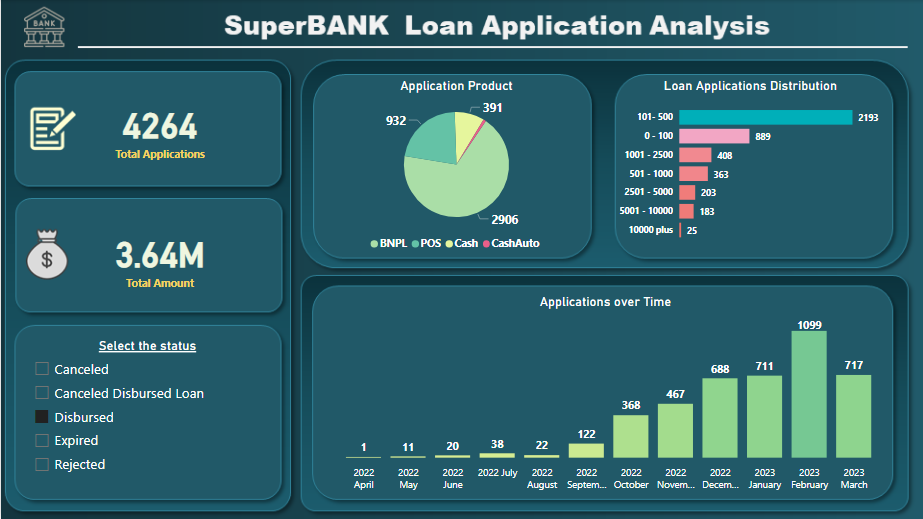 BANK
SuperBANK Loan Application Analysis
4264
Total Applications
$
3.64M
Total Amount
Select the status
Canceled
Canceled Disbursed Loan
Disbursed
Expired
Rejected
Application Product
391
932
2906
BNPL POS Cash CashAuto
Loan Applications Distribution
101- 500 2193
0 - 100 889
1001 - 2500 408
501 - 1000 363
2501 - 5000 203
5001 - 10000 183
10000 plus 25
Applications over Time
1 11 20 38 22 122 368 467 688 711 1099 717
2022 2022 2022 2022 July 2022 2022 2022 2022 2022 2023 2023 2023
April May June August Septem... October Novem... Decem... January February March